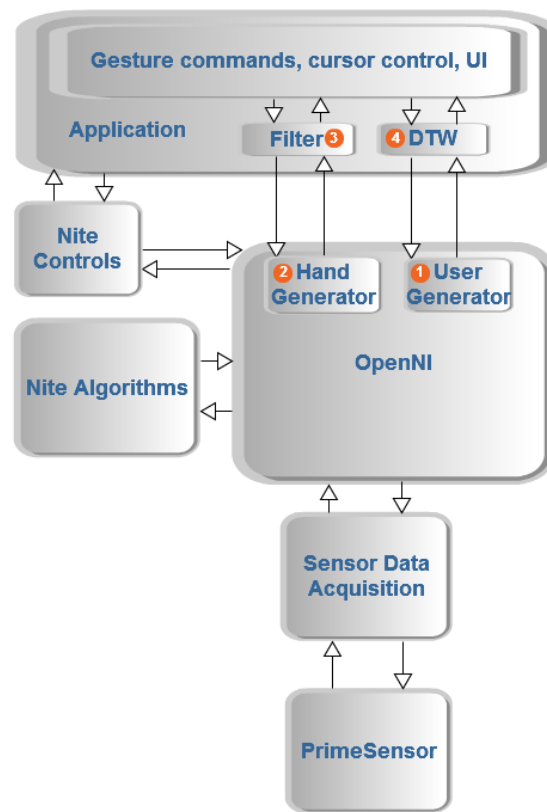 Gesture commands, cursor control, UI
Application
Filter 3
4 DTW
Nite
Controls
2 Hand
Generator
1 User
Generator
OpenNI
Nite Algorithms
Sensor Data
Acquisition
PrimeSensor